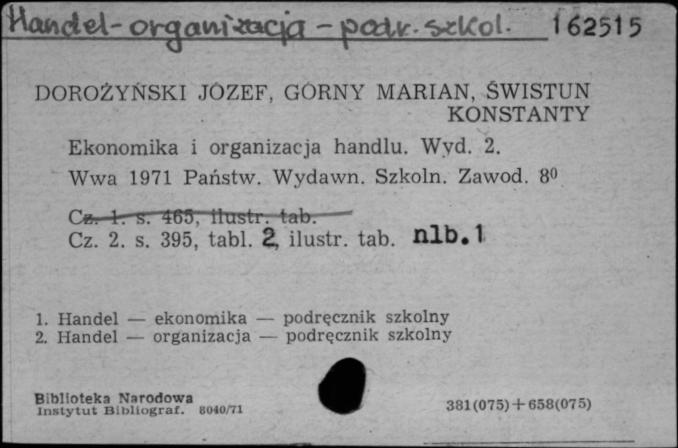 Handel - organizacja - podr. szkol. 162515
DOROŻYŃSKI JÓZEF, GÓRNY MARIAN, ŚWISTUN
KONSTANTY
Ekonomika i organizacja handlu. Wyd. 2.
Wwa 1971 Państw. Wydawn. Szkoln. Zawod. 8⁰
Cz. 1. s. 465, ilustr. tab.
Cz. 2. s. 395, tabl. 2, ilustr. tab. nlb. 1
1. Handel — ekonomika — podręcznik szkolny
2. Handel — organizacja — podręcznik szkolny
Biblioteka Narodowa
Instytut Bibliograf. 8040/71 381(075)+658(075)